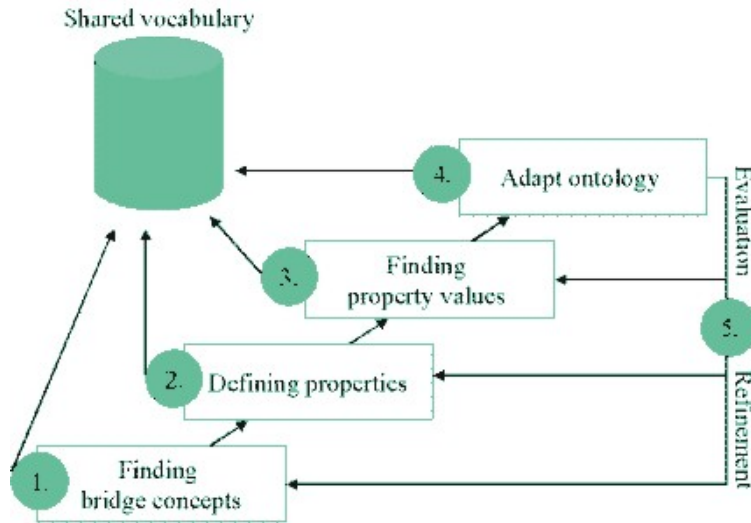 Shared vocabulary
4.
Adapt ontology
Evaluation
3.
Finding
property values
5.
2.
Defining properties
Refinement
1.
Finding
bridge concepts